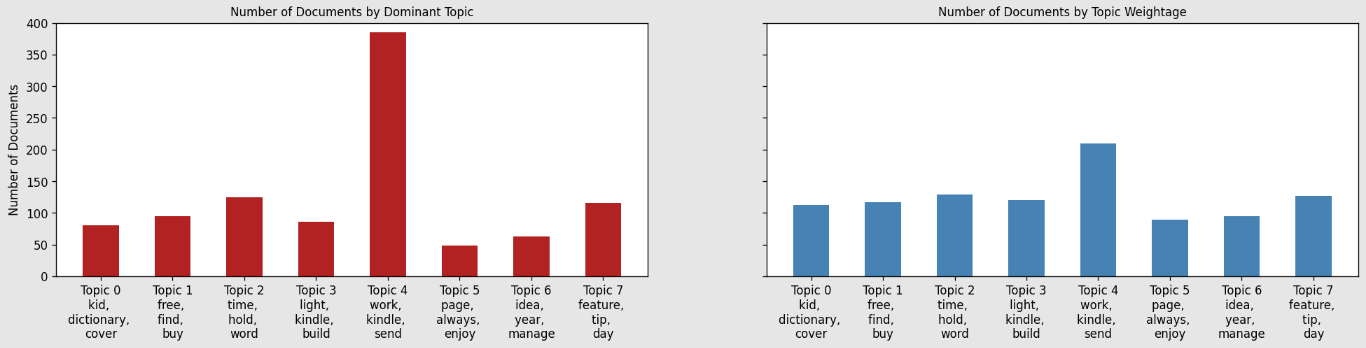 Number of Documents by Dominant Topic
Number of Documents
400
350
300
250
200
150
100
50
0
Topic 0
kid,
dictionary,
cover
Topic 1
free,
find,
buy
Topic 2
time,
hold,
word
Topic 3
light,
kindle,
build
Topic 4
work,
kindle,
send
Topic 5
page,
always,
enjoy
Topic 6
idea,
year,
manage
Topic 7
feature,
tip,
day
Number of Documents by Topic Weightage
Topic 0
kid,
dictionary,
cover
Topic 1
free,
find,
buy
Topic 2
time,
hold,
word
Topic 3
light,
kindle,
build
Topic 4
work,
kindle,
send
Topic 5
page,
always,
enjoy
Topic 6
idea,
year,
manage
Topic 7
feature,
tip,
day